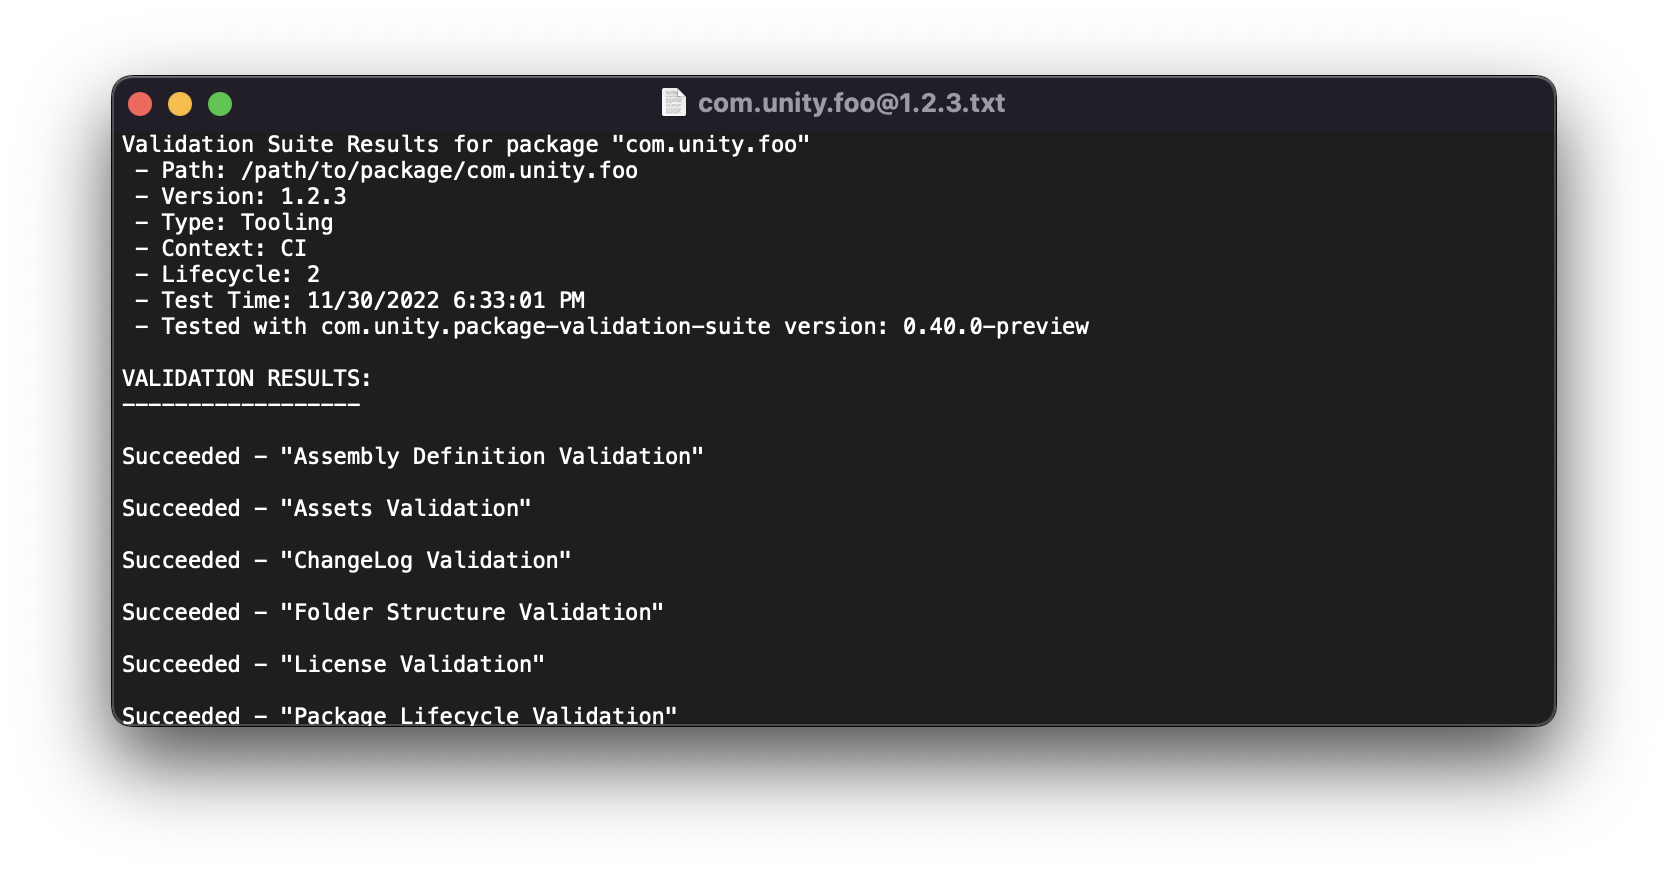 com.unity.foo@1.2.3.txt
Validation Suite Results for package "com.unity.foo"
 - Path: /path/to/package/com.unity.foo
 - Version: 1.2.3
 - Type: Tooling
 - Context: CI
 - Lifecycle: 2
 - Test Time: 11/30/2022 6:33:01 PM
 - Tested with com.unity.package-validation-suite version: 0.40.0-preview
VALIDATION RESULTS:
------------------
Succeeded - "Assembly Definition Validation"
Succeeded - "Assets Validation"
Succeeded - "ChangeLog Validation"
Succeeded - "Folder Structure Validation"
Succeeded - "License Validation"
Succeeded - "Package Lifecycle Validation"